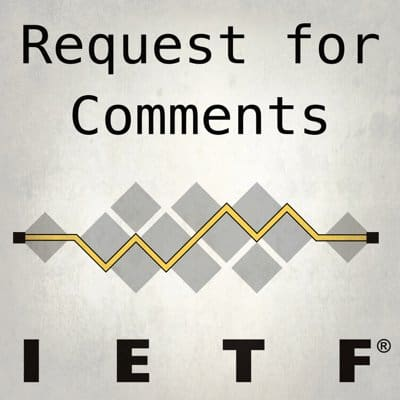 Request for
Comments
IETF®